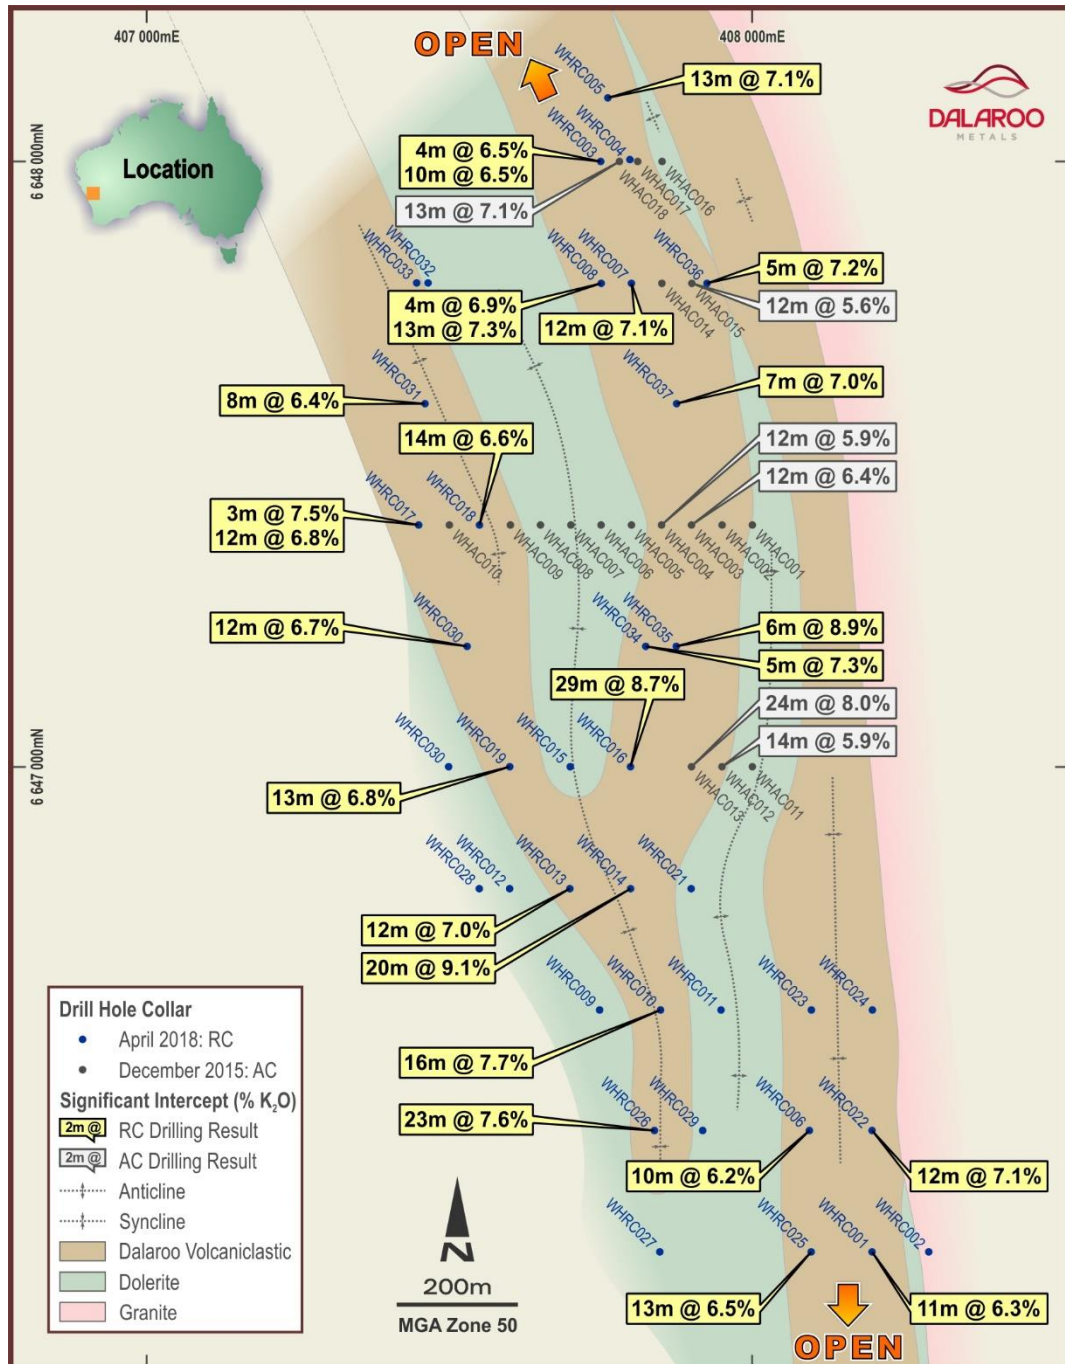 407 000mE
408 000mE
OPEN
WHRC005
13m @ 7.1%
DALAROO
METALS
Location
6 648 000mN
WHRC003
WHRC004
4m @ 6.5%
10m @ 6.5%
13m @ 7.1%
WHAC018
WHAC017
WHAC016
WHRC033
WHRC032
WHRC008
WHRC007
WHRC036
5m @ 7.2%
12m @ 5.6%
4m @ 6.9%
13m @ 7.3%
12m @ 7.1%
WHAC014
WHAC015
WHRC031
WHRC037
7m @ 7.0%
8m @ 6.4%
14m @ 6.6%
12m @ 5.9%
12m @ 6.4%
WHRC017
WHRC018
3m @ 7.5%
12m @ 6.8%
WHAC010
WHAC009
WHAC008
WHAC007
WHAC006
WHAC005
WHAC004
WHAC003
WHAC002
WHAC001
12m @ 6.7%
WHRC030
WHRC034
WHRC035
6m @ 8.9%
5m @ 7.3%
29m @ 8.7%
24m @ 8.0%
14m @ 5.9%
6 647 000mN
WHRC030
WHRC019
WHRC015
WHRC016
WHAC013
WHAC012
WHAC011
13m @ 6.8%
WHRC028
WHRC012
WHRC013
WHRC014
WHRC021
12m @ 7.0%
20m @ 9.1%
WHRC009
WHRC010
WHRC011
WHRC023
WHRC024
16m @ 7.7%
23m @ 7.6%
WHRC026
WHRC029
WHRC006
WHRC022
10m @ 6.2%
12m @ 7.1%
WHRC027
WHRC025
WHRC001
WHRC002
13m @ 6.5%
11m @ 6.3%
OPEN
Drill Hole Collar
April 2018: RC
December 2015: AC
Significant Intercept (% K₂O)
2m @ RC Drilling Result
2m @ AC Drilling Result
Anticline
Syncline
Dalaroo Volcaniclastic
Dolerite
Granite
N
200m
MGA Zone 50